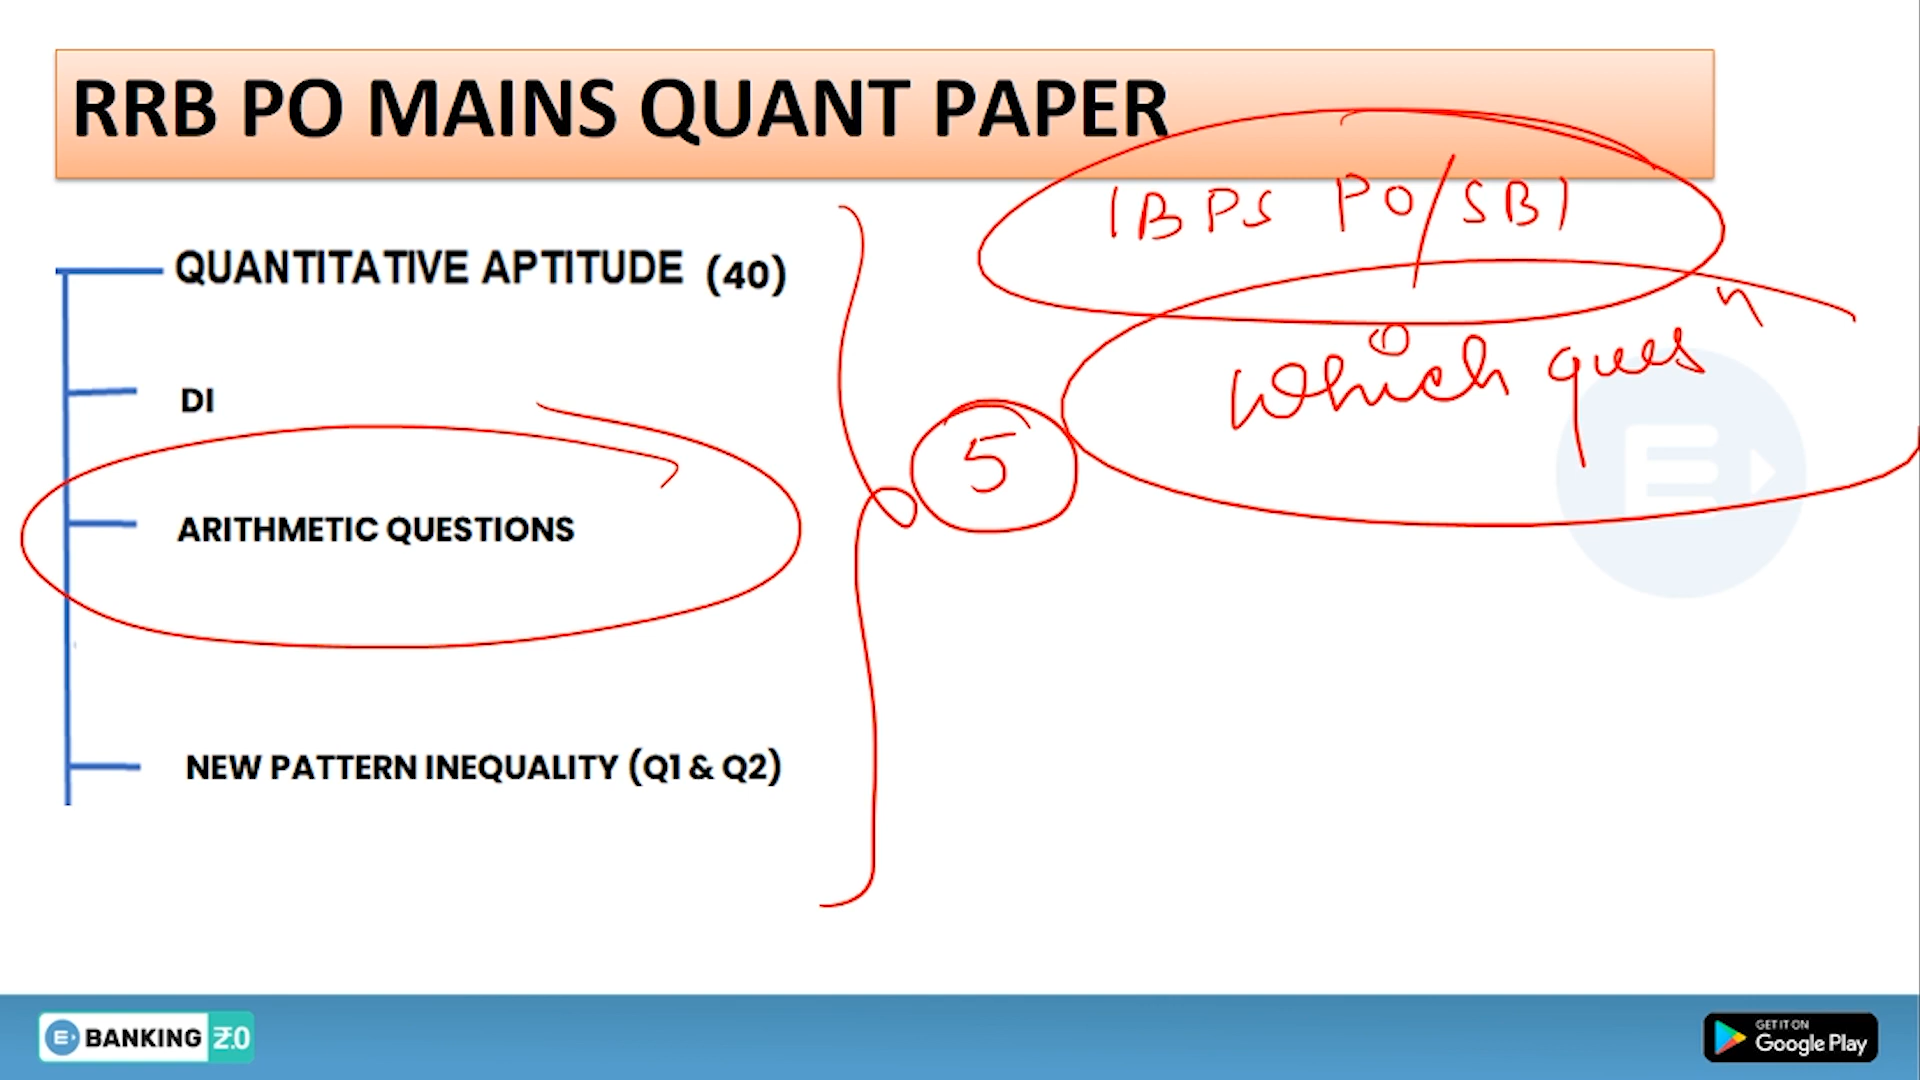 RRB PO MAINS QUANT PAPER
IBPS PO/SBI
QUANTITATIVE APTITUDE (40)
which quesn
DI
5
ARITHMETIC QUESTIONS
NEW PATTERN INEQUALITY (Q1 & Q2)
E BANKING 2.0
GET IT ON
Google Play